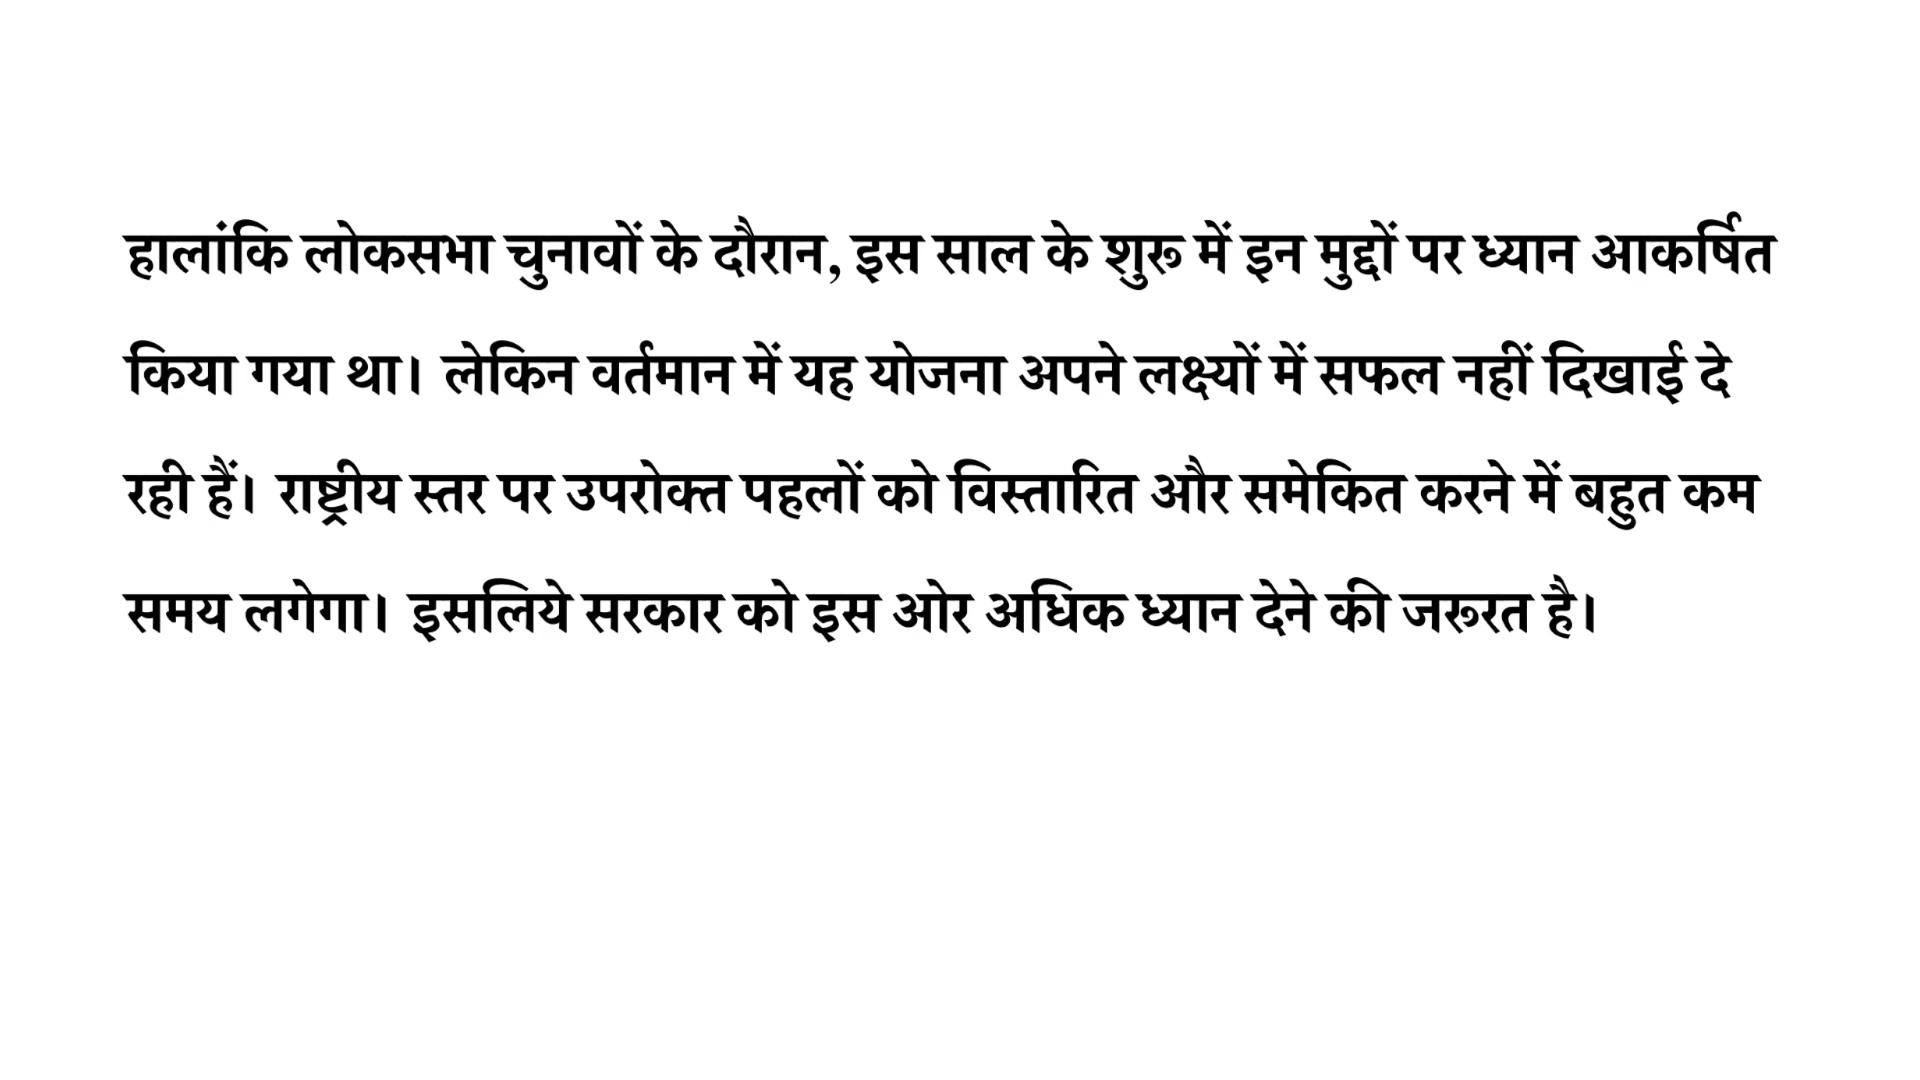 हालांकि लोकसभा चुनावों के दौरान, इस साल के शुरू में इन मुद्दों पर ध्यान आकर्षित
किया गया था। लेकिन वर्तमान में यह योजना अपने लक्ष्यों में सफल नहीं दिखाई दे
रही हैं। राष्ट्रीय स्तर पर उपरोक्त पहलों को विस्तारित और समेकित करने में बहुत कम
समय लगेगा। इसलिये सरकार को इस ओर अधिक ध्यान देने की जरूरत है।